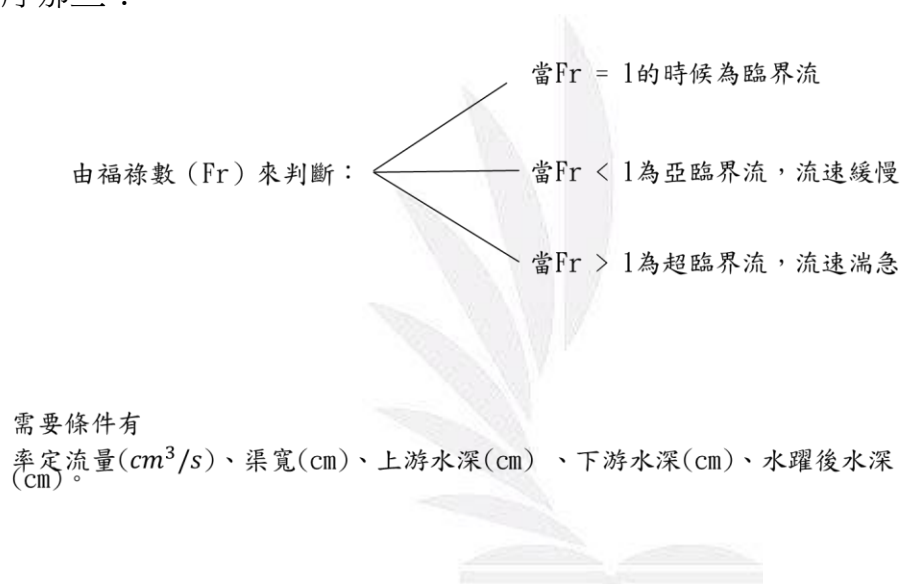 當Fr = 1的時候為臨界流
由福祿數（Fr）來判斷：
當Fr < 1為亞臨界流，流速緩慢
當Fr > 1為超臨界流，流速湍急
需要條件有
率定流量(cm³/s)、渠寬(cm)、上游水深(cm) 、下游水深(cm)、水躍後水深
(cm)。